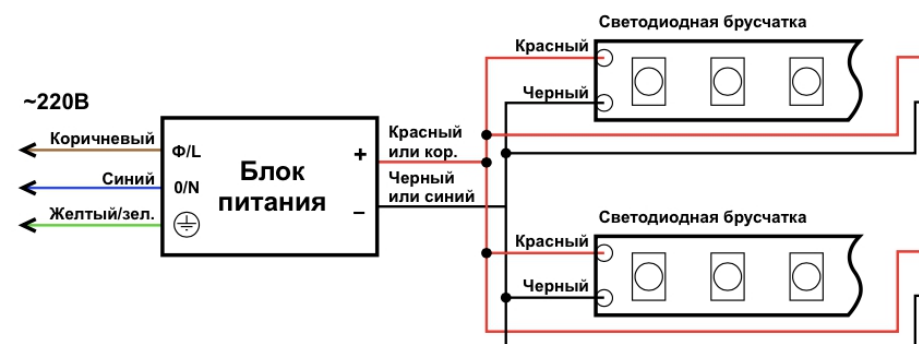 Светодиодная брусчатка
Красный
Черный
~220В
Коричневый
Синий
Желтый/зел.
Ф/L
0/N
Блок
питания
+
–
Красный
или кор.
Черный
или синий
Светодиодная брусчатка
Красный
Черный